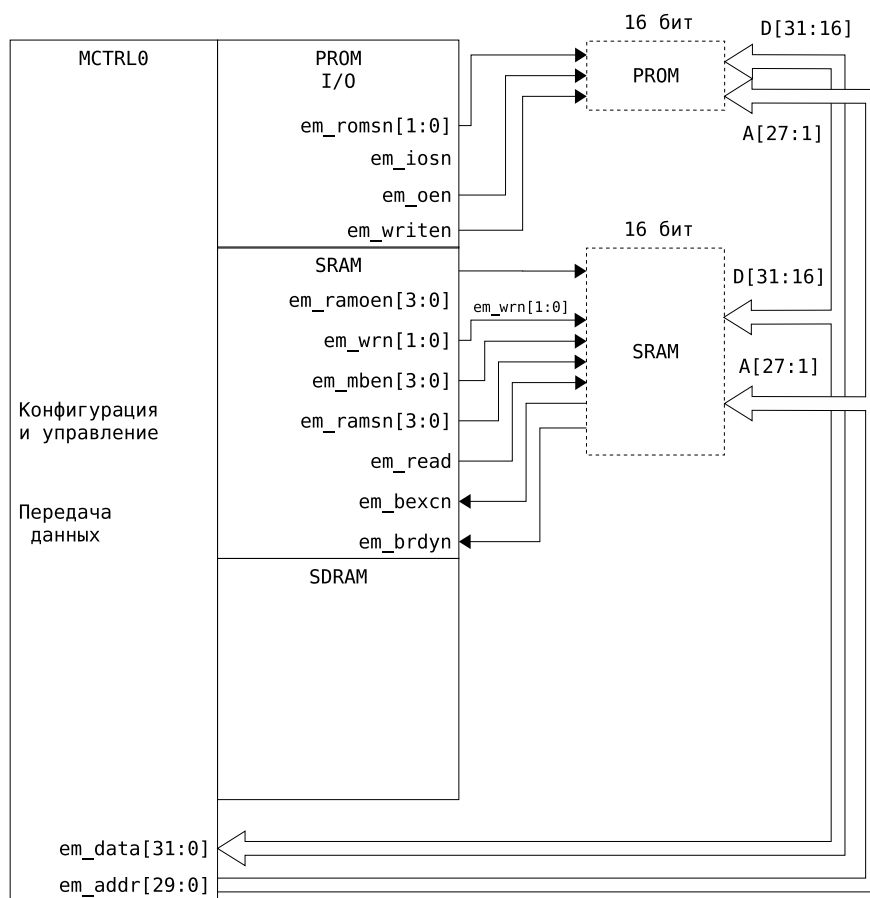 16 бит
D[31:16]
MCTRL0
PROM
I/O
PROM
em_romsn[1:0]
A[27:1]
em_iosn
em_oen
em_writen
16 бит
SRAM
D[31:16]
em_ramoen[3:0]
em_wrn[1:0]
em_wrn[1:0]
SRAM
A[27:1]
em_mben[3:0]
Конфигурация
и управление
em_ramsn[3:0]
em_read
em_bexcn
Передача
данных
em_brdyn
SDRAM
em_data[31:0]
em_addr[29:0]